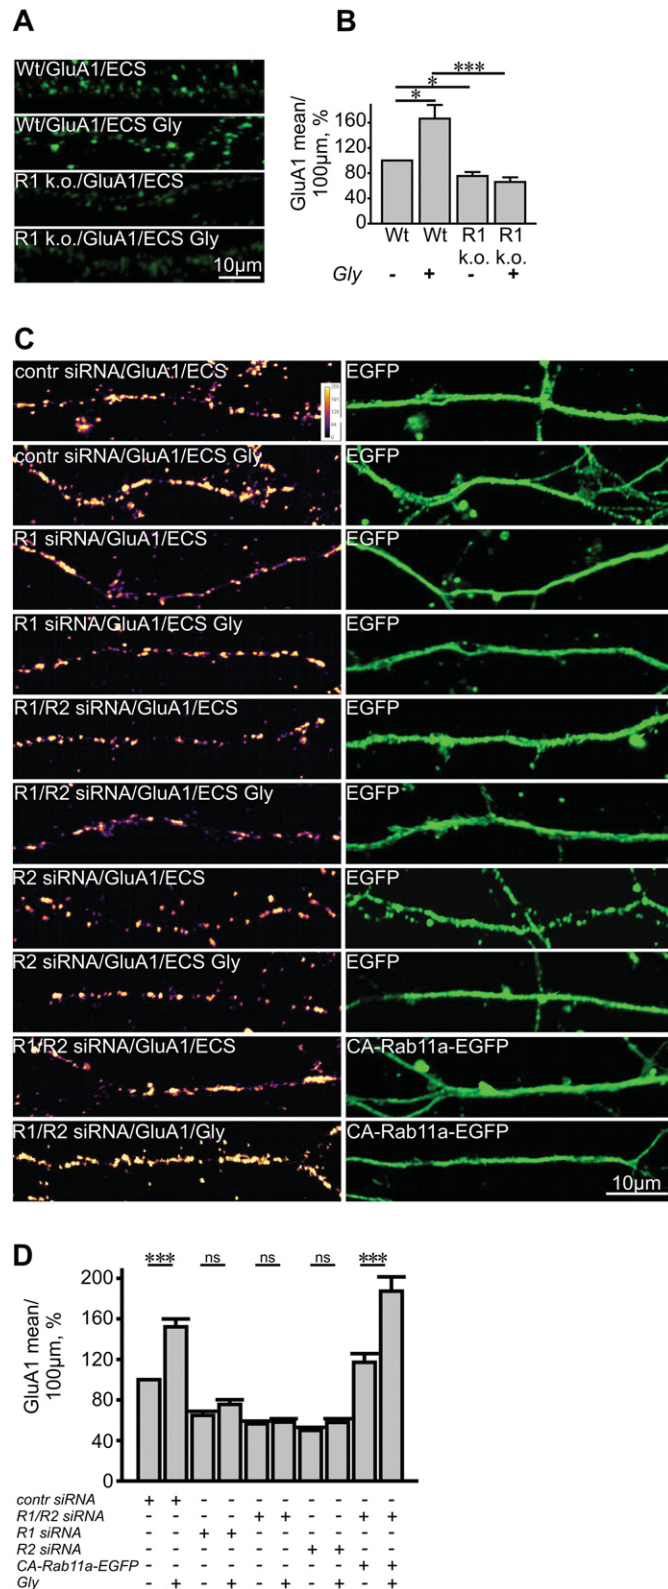 A
Wt/GluA1/ECS
Wt/GluA1/ECS Gly
R1 k.o./GluA1/ECS
R1 k.o./GluA1/ECS Gly
10µm
B
***
*
*
GluA1 mean/
100µm, %
160
120
80
40
0
Wt Wt R1 R1
k.o. k.o.
Gly - + - +
C
contr siRNA/GluA1/ECS EGFP
contr siRNA/GluA1/ECS Gly EGFP
R1 siRNA/GluA1/ECS EGFP
R1 siRNA/GluA1/ECS Gly EGFP
R1/R2 siRNA/GluA1/ECS EGFP
R1/R2 siRNA/GluA1/ECS Gly EGFP
R2 siRNA/GluA1/ECS EGFP
R2 siRNA/GluA1/ECS Gly EGFP
R1/R2 siRNA/GluA1/ECS CA-Rab11a-EGFP
R1/R2 siRNA/GluA1/Gly CA-Rab11a-EGFP
10µm
D
*** ns ns ns ***
GluA1 mean/
100µm, %
200
160
120
80
40
0
contr siRNA + + - - - - - - - -
R1/R2 siRNA - - - - + + - - + +
R1 siRNA - - + + - - - - - -
R2 siRNA - - - - - - + + - -
CA-Rab11a-EGFP - - - - - - - - + +
Gly - + - + - + - + - +